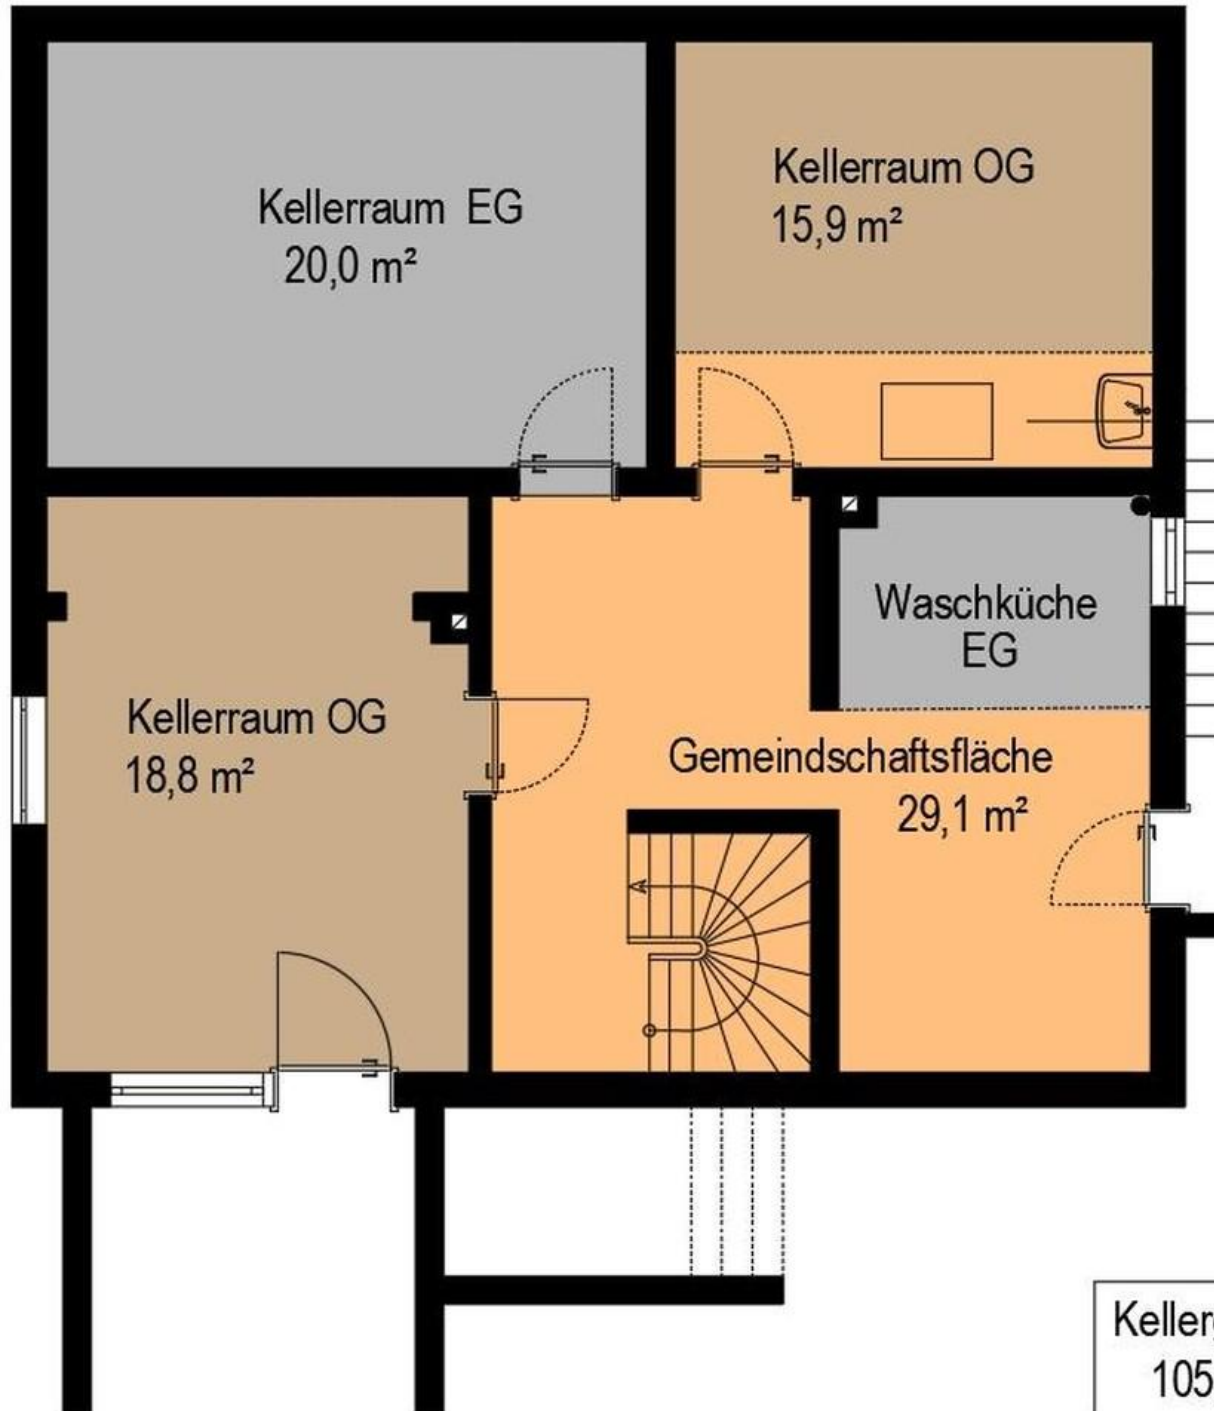 Kellerraum EG
20,0 m²
Kellerraum OG
15,9 m²
Waschküche
EG
Kellerraum OG
18,8 m²
Gemeindschaftsfläche
29,1 m²
A
105